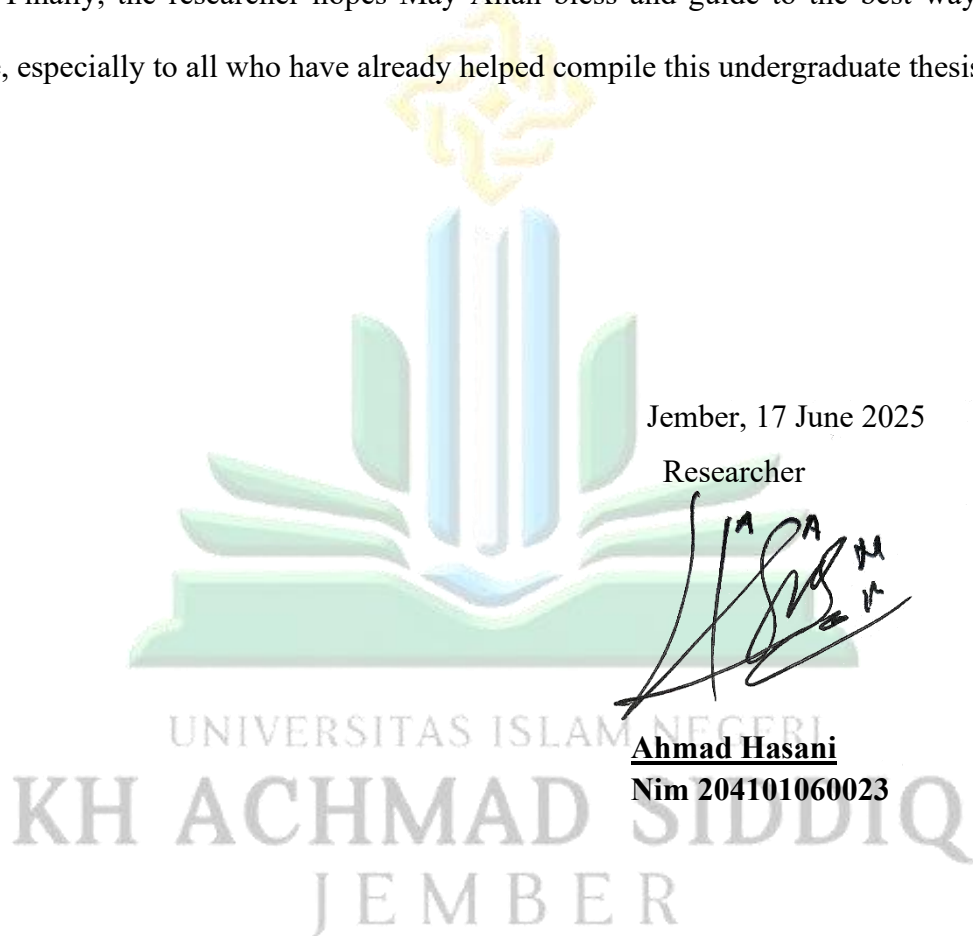 Finally, the researcher hopes May Allah bless and guide to the best way
, especially to all who have already helped compile this undergraduate thesis
Jember, 17 June 2025
Researcher
UNIVERSITAS ISLAM NEGERI
Ahmad Hasani
Nim 204101060023
KH ACHMAD SIDDIQ
JEMBER